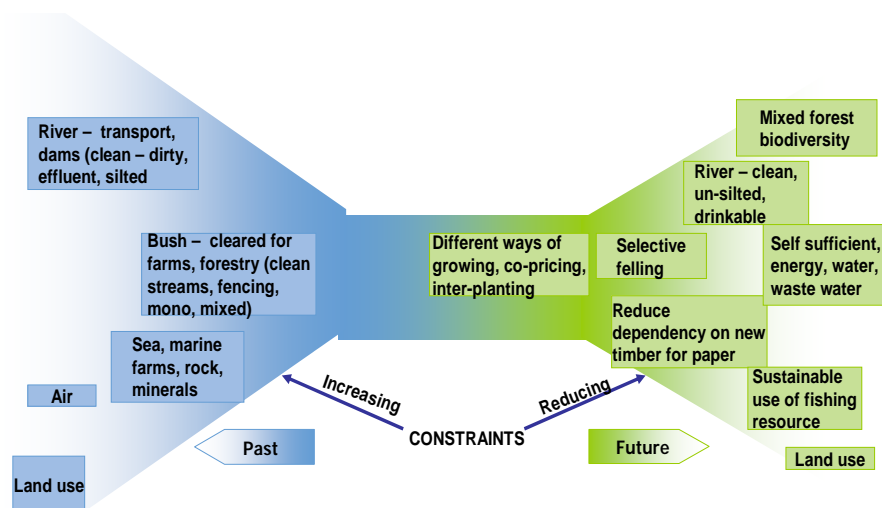 River – transport,
dams (clean – dirty,
effluent, silted
Bush – cleared for
farms, forestry (clean
streams, fencing,
mono, mixed)
Sea, marine
farms, rock,
minerals
Air
Land use
Past
Increasing
CONSTRAINTS
Reducing
Future
Different ways of
growing, co-pricing,
inter-planting
Selective
felling
Reduce
dependency on new
timber for paper
Mixed forest
biodiversity
River – clean,
un-silted,
drinkable
Self sufficient,
energy, water,
waste water
Sustainable
use of fishing
resource
Land use